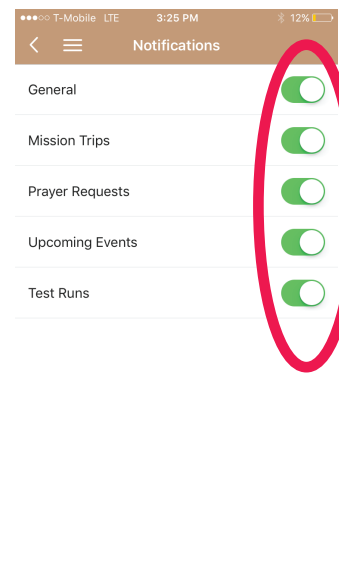 T-Mobile LTE 3:25 PM 12%
Notifications
General
Mission Trips
Prayer Requests
Upcoming Events
Test Runs